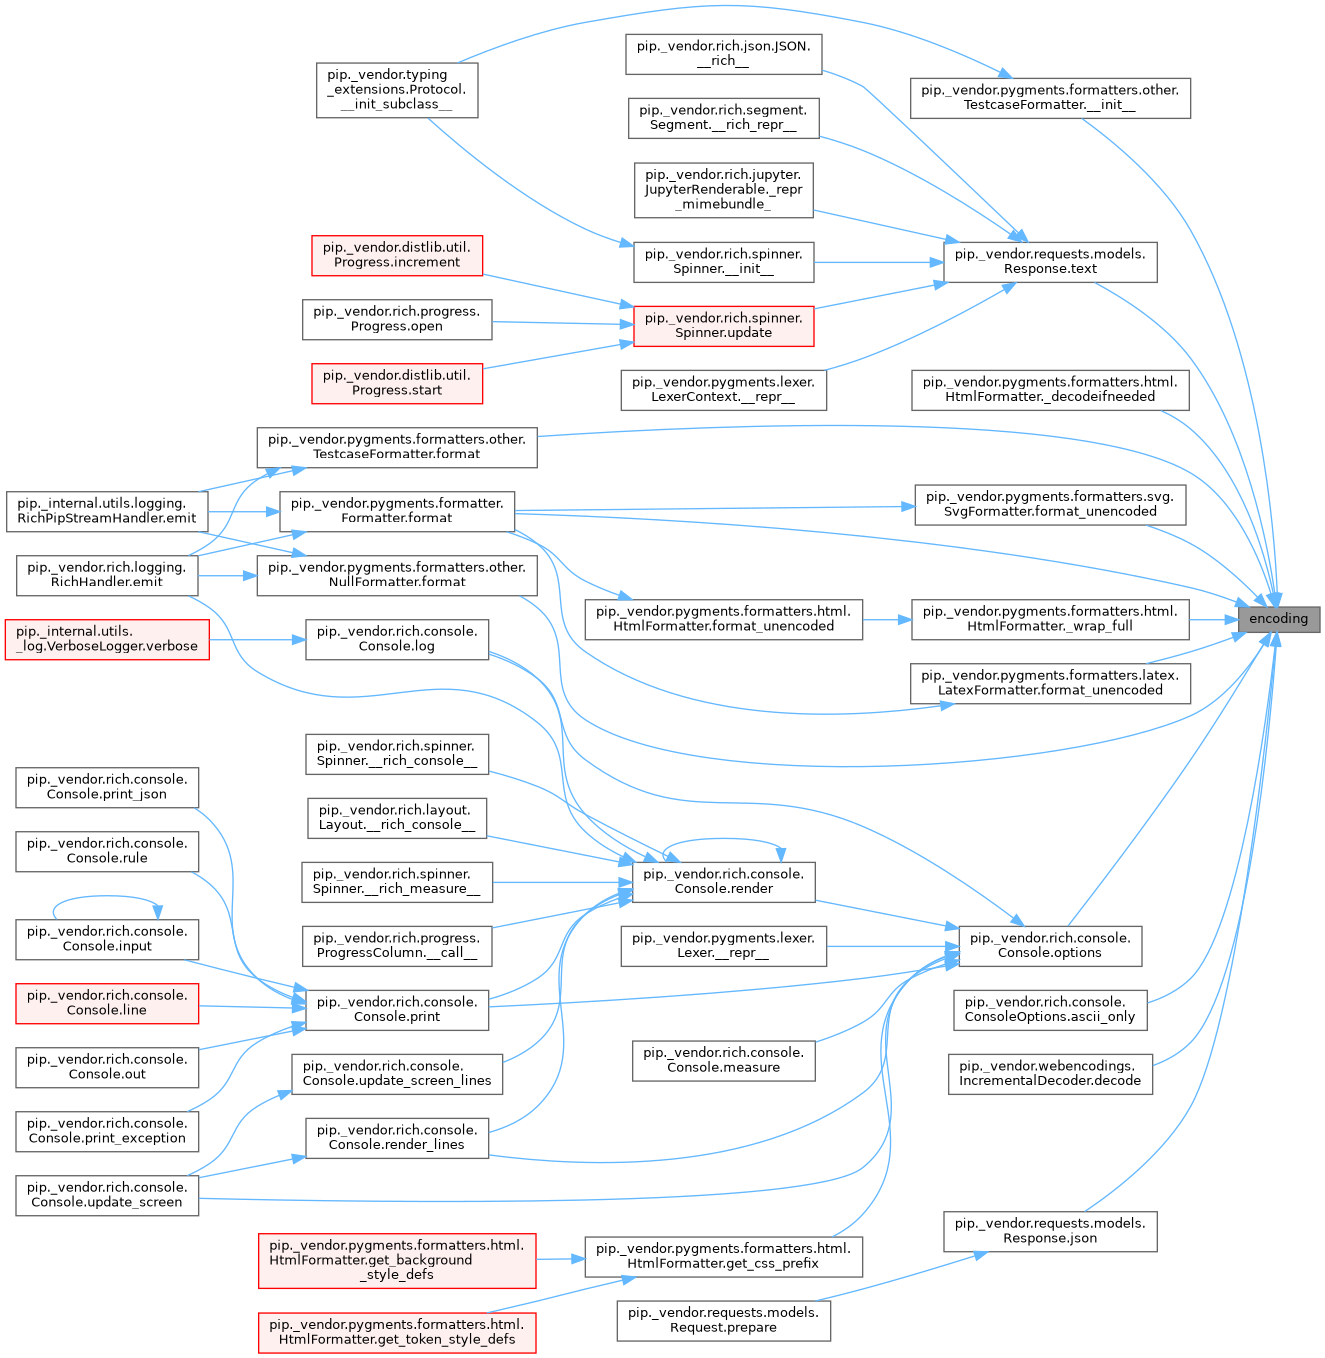 pip._vendor.typing
_extensions.Protocol.
__init_subclass__
pip._vendor.distlib.util.
Progress.increment
pip._vendor.rich.progress.
Progress.open
pip._vendor.distlib.util.
Progress.start
pip._vendor.pygments.formatters.other.
TestcaseFormatter.format
pip._internal.utils.logging.
RichPipStreamHandler.emit
pip._vendor.pygments.formatter.
Formatter.format
pip._vendor.rich.logging.
RichHandler.emit
pip._vendor.pygments.formatters.other.
NullFormatter.format
pip._internal.utils.
_log.VerboseLogger.verbose
pip._vendor.rich.console.
Console.log
pip._vendor.rich.spinner.
Spinner.__rich_console__
pip._vendor.rich.console.
Console.print_json
pip._vendor.rich.layout.
Layout.__rich_console__
pip._vendor.rich.console.
Console.rule
pip._vendor.rich.spinner.
Spinner.__rich_measure__
pip._vendor.rich.console.
Console.input
pip._vendor.rich.progress.
ProgressColumn.__call__
pip._vendor.rich.console.
Console.line
pip._vendor.rich.console.
Console.print
pip._vendor.rich.console.
Console.out
pip._vendor.rich.console.
Console.update_screen_lines
pip._vendor.rich.console.
Console.print_exception
pip._vendor.rich.console.
Console.render_lines
pip._vendor.rich.console.
Console.update_screen
pip._vendor.pygments.formatters.html.
HtmlFormatter.get_background
_style_defs
pip._vendor.pygments.formatters.html.
HtmlFormatter.get_token_style_defs
pip._vendor.rich.json.JSON.
__rich__
pip._vendor.rich.segment.
Segment.__rich_repr__
pip._vendor.rich.jupyter.
JupyterRenderable._repr
_mimebundle_
pip._vendor.rich.spinner.
Spinner.__init__
pip._vendor.rich.spinner.
Spinner.update
pip._vendor.pygments.lexer.
LexerContext.__repr__
pip._vendor.pygments.formatters.html.
HtmlFormatter.format_unencoded
pip._vendor.rich.console.
Console.render
pip._vendor.pygments.lexer.
Lexer.__repr__
pip._vendor.rich.console.
Console.measure
pip._vendor.pygments.formatters.html.
HtmlFormatter.get_css_prefix
pip._vendor.requests.models.
Request.prepare
pip._vendor.pygments.formatters.other.
TestcaseFormatter.__init__
pip._vendor.requests.models.
Response.text
pip._vendor.pygments.formatters.html.
HtmlFormatter._decodeifneeded
pip._vendor.pygments.formatters.svg.
SvgFormatter.format_unencoded
pip._vendor.pygments.formatters.html.
HtmlFormatter._wrap_full
pip._vendor.pygments.formatters.latex.
LatexFormatter.format_unencoded
pip._vendor.rich.console.
Console.options
pip._vendor.rich.console.
ConsoleOptions.ascii_only
pip._vendor.webencodings.
IncrementalDecoder.decode
pip._vendor.requests.models.
Response.json
encoding